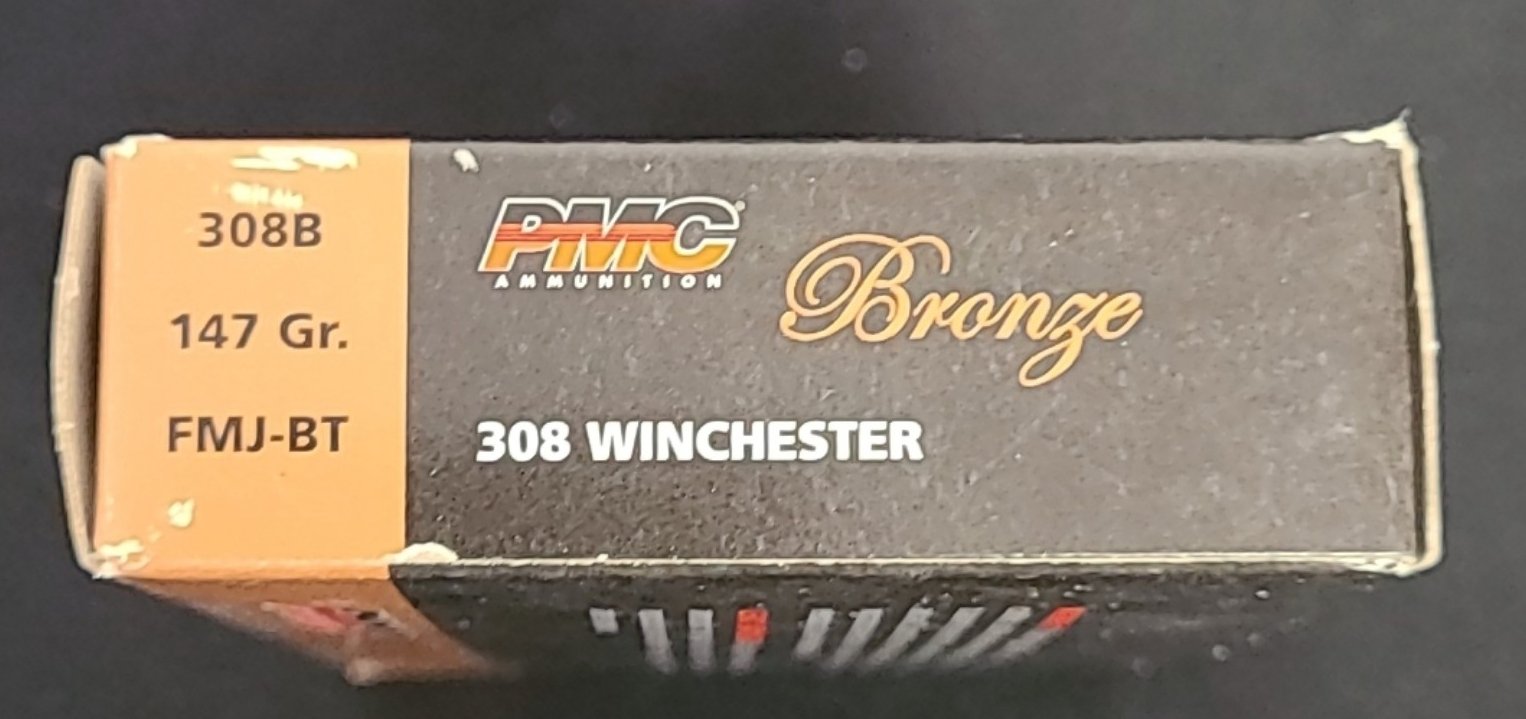 308B
147 Gr.
FMJ-BT
PMC
AMMUNITION
Bronze
308 WINCHESTER